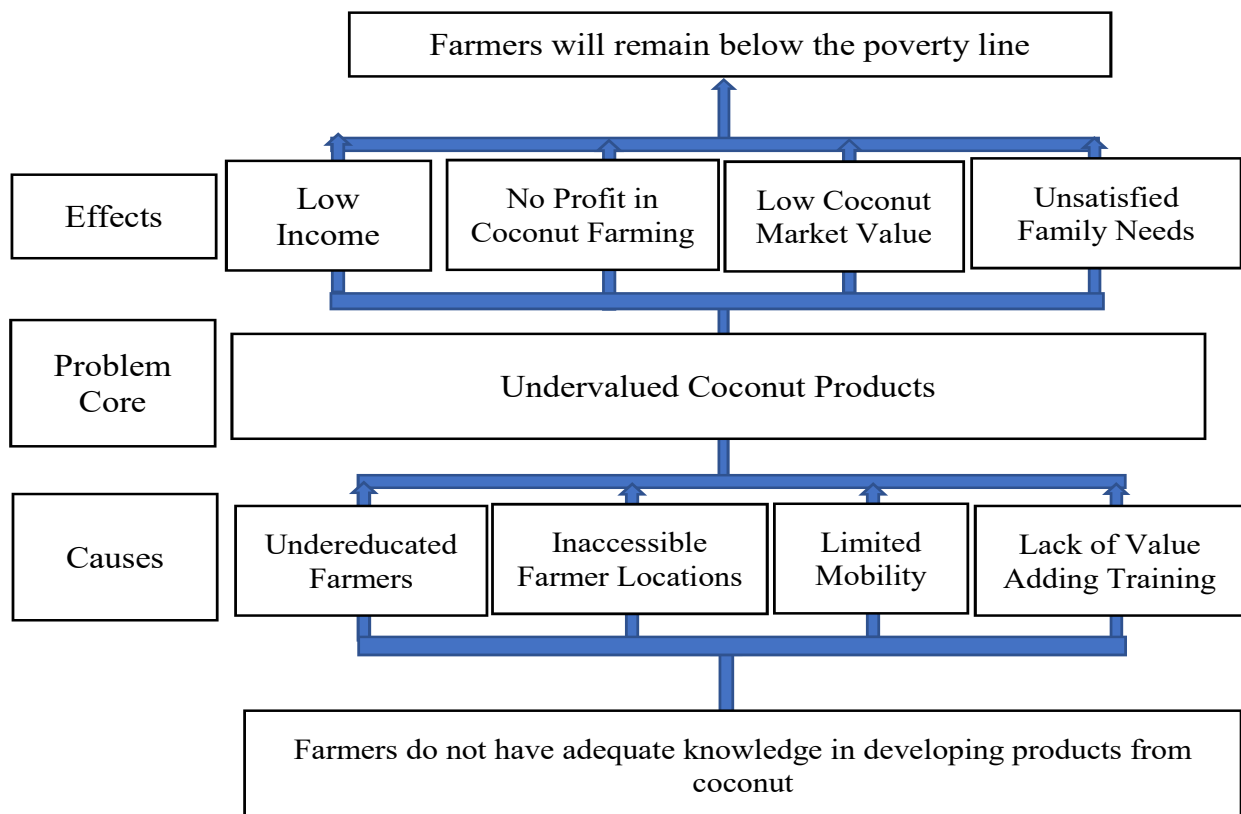 Farmers will remain below the poverty line
Effects
Low
Income
No Profit in
Coconut Farming
Low Coconut
Market Value
Unsatisfied
Family Needs
Problem
Core
Undervalued Coconut Products
Causes
Undereducated
Farmers
Inaccessible
Farmer Locations
Limited
Mobility
Lack of Value
Adding Training
Farmers do not have adequate knowledge in developing products from
coconut